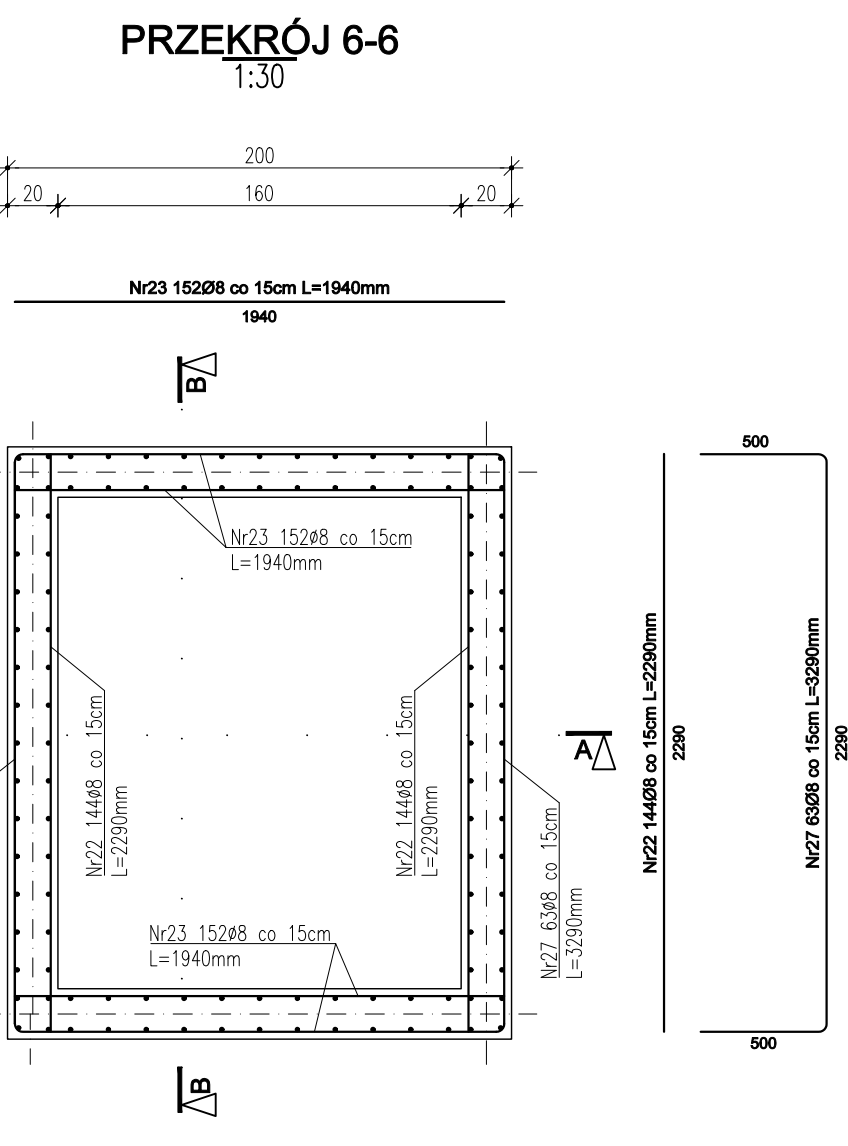 PRZEKRÓJ 6-6
1:30
200
20
160
20
Nr23 152Ø8 co 15cm L=1940mm
1940
B
500
Nr23 152ø8 co 15cm
L=1940mm
Nr22 144ø8 co 15cm
L=2290mm
Nr22 144ø8 co 15cm
L=2290mm
A
Nr22 144Ø8 co 15cm L=2290mm
2290
Nr27 63Ø8 co 15cm L=3290mm
2290
Nr27 63ø8 co 15cm
L=3290mm
Nr23 152ø8 co 15cm
L=1940mm
500
B